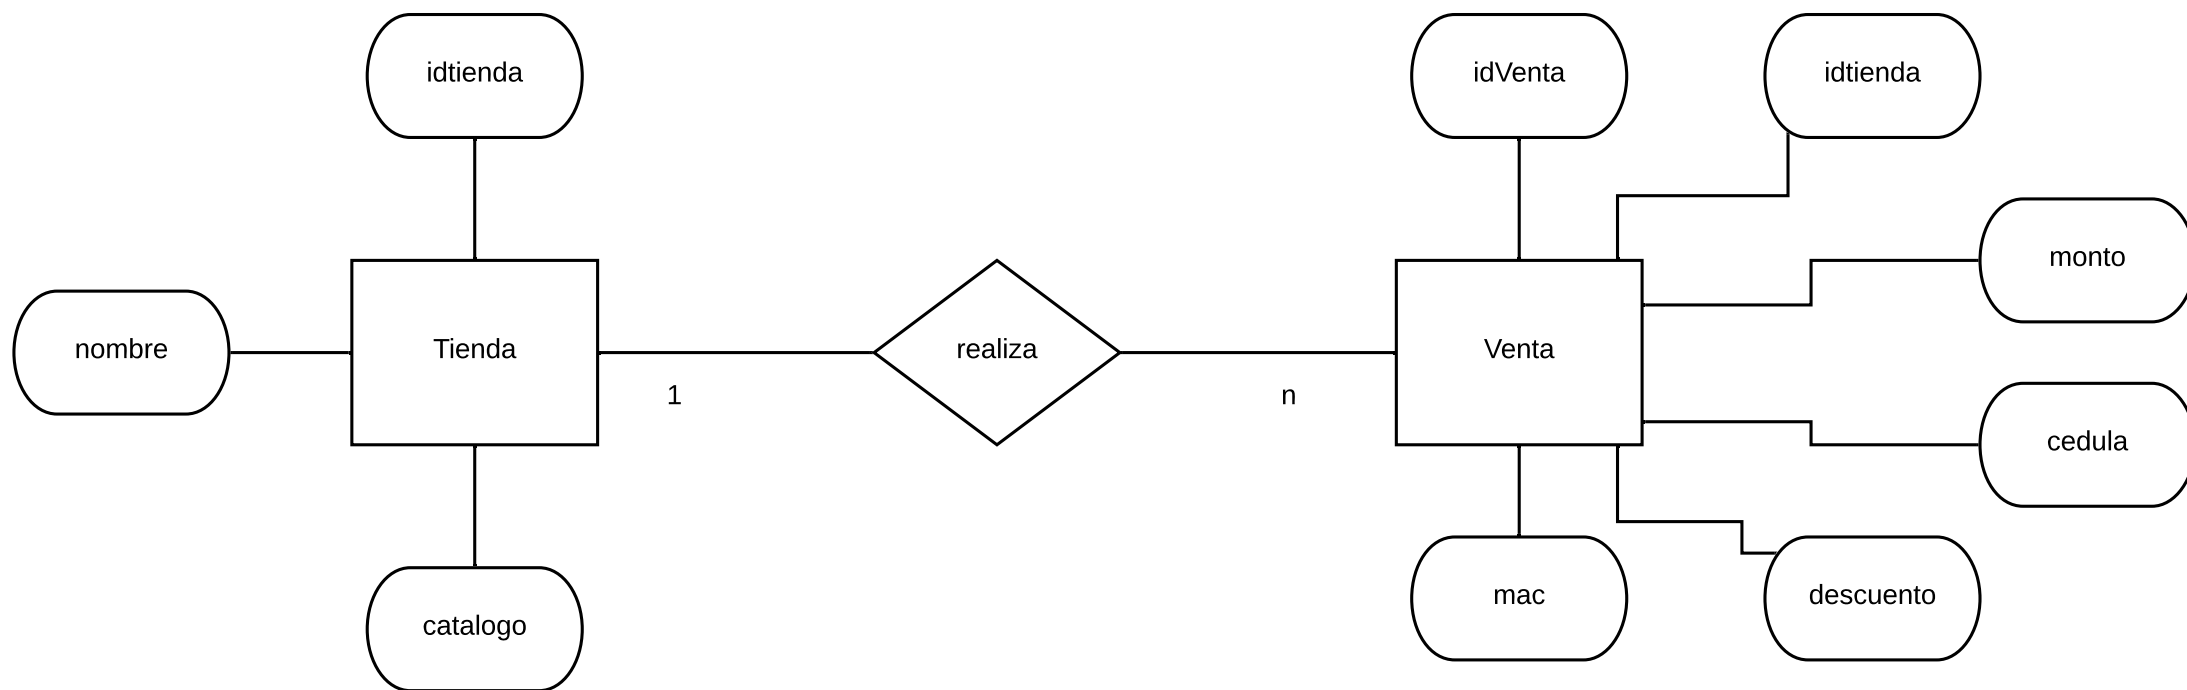 idtienda
idVenta
idtienda
monto
nombre
Tienda
realiza
Venta
1
n
cedula
catalogo
mac
descuento